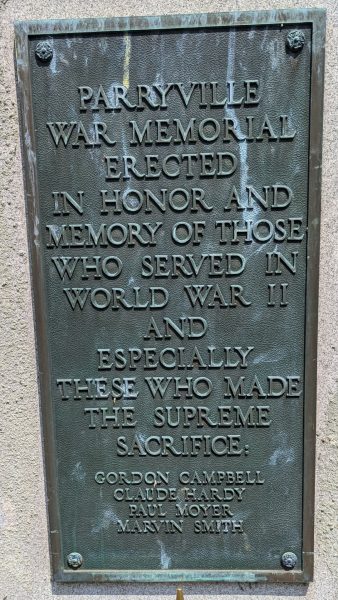 PARRYVILLE
WAR MEMORIAL
ERECTED
IN HONOR AND
MEMORY OF THOSE
WHO SERVED IN
WORLD WAR II
AND
ESPECIALLY
THESE WHO MADE
THE SUPREME
SACRIFICE:
GORDON CAMPBELL
CLAUDE HARDY
PAUL MOYER
MARVIN SMITH